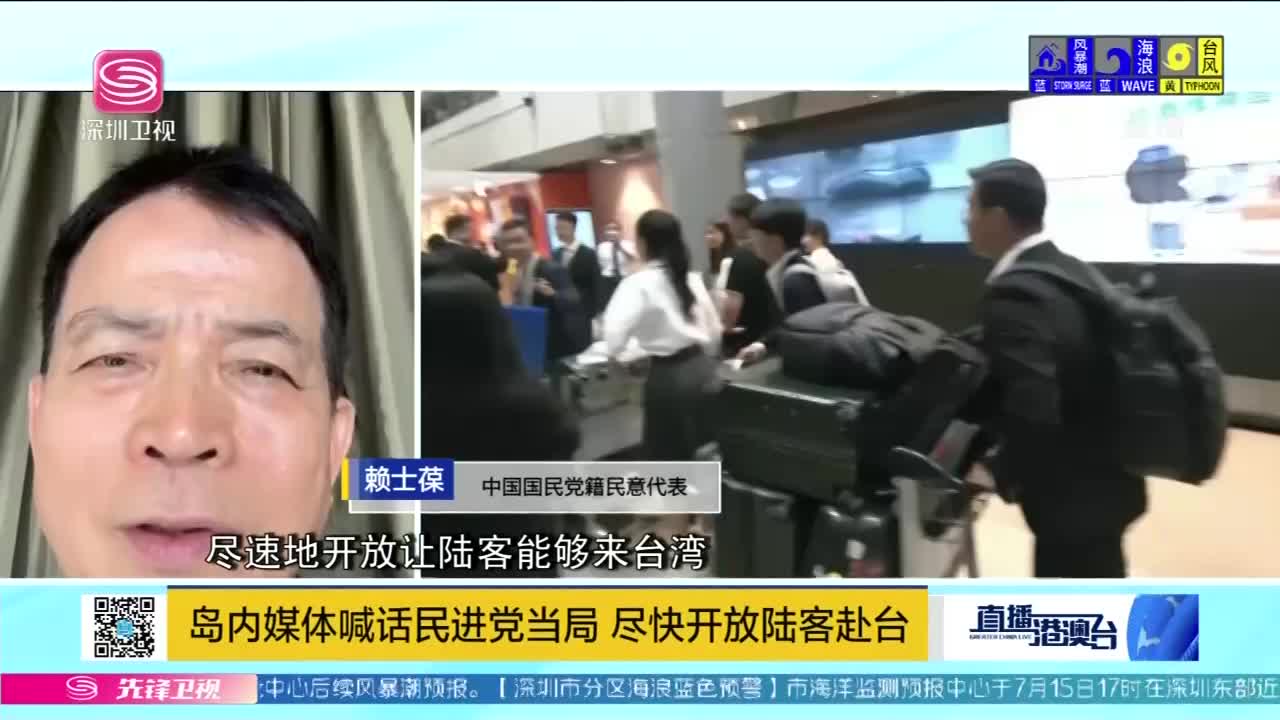 深圳卫视
风暴潮
蓝 STORM SURGE
海浪
蓝 WAVE
台风
黄 TYPHOON
赖士葆
中国国民党籍民意代表
尽速地开放让陆客能够来台湾
岛内媒体喊话民进党当局 尽快开放陆客赴台
直播港澳台
GREATER CHINA LIVE
先锋卫视
中心后续风暴潮预报。【深圳市分区海浪蓝色预警】市海洋监测预报中心于7月15日17时在深圳东部近